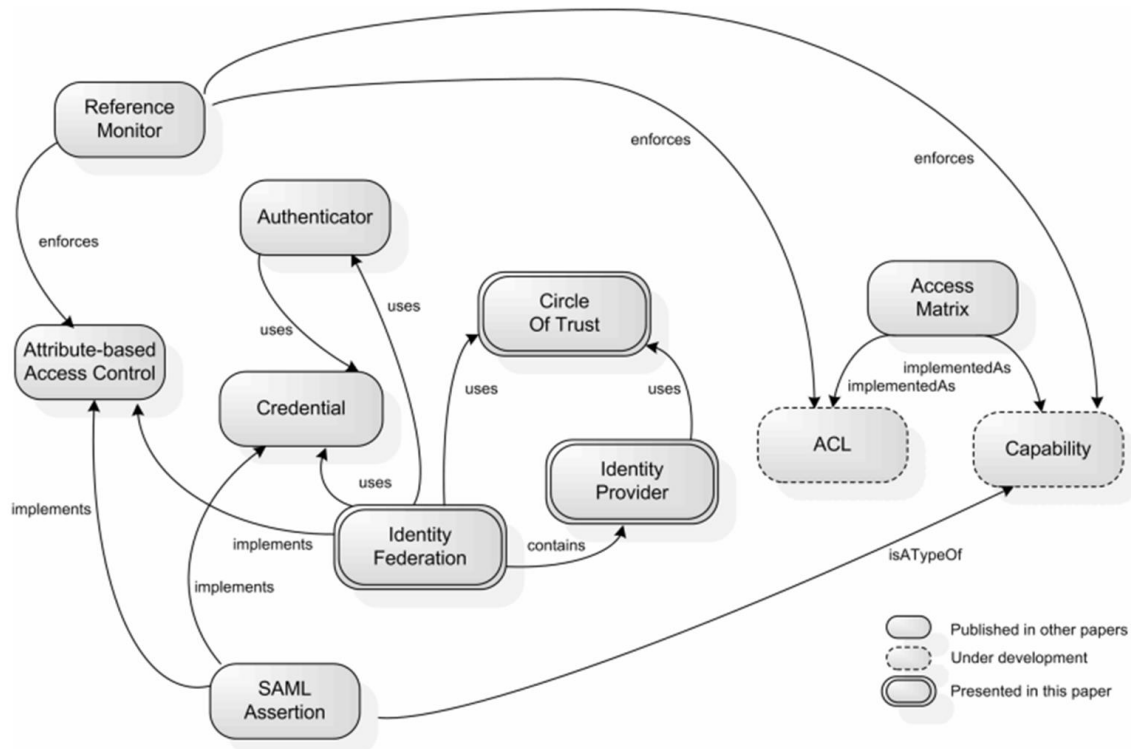 Reference
Monitor
enforces
enforces
enforces
Authenticator
uses
uses
Circle
Of Trust
Access
Matrix
Attribute-based
Access Control
uses
uses
implementedAs
implementedAs
Credential
ACL
Capability
Identity
Provider
uses
implements
implements
Identity
Federation
contains
isATypeOf
implements
SAML
Assertion
Published in other papers
Under development
Presented in this paper